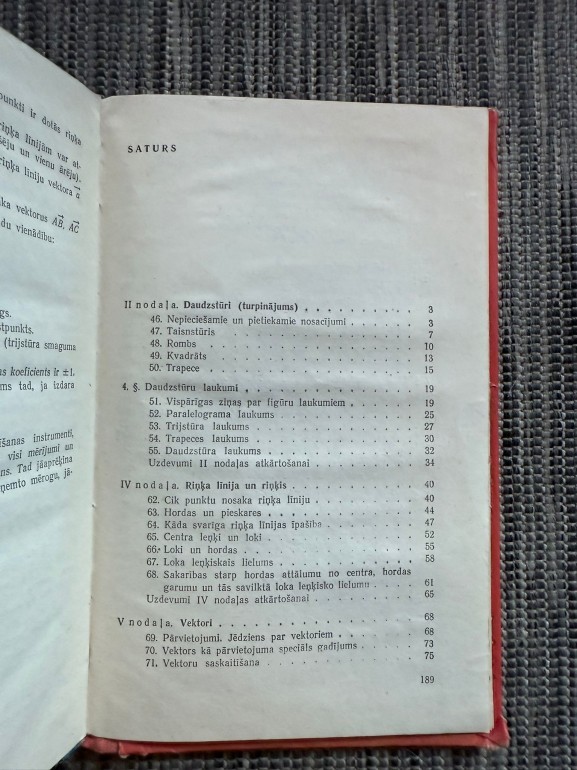 punkti ir dotās riņķa
riņķa līnijām var at-
šēju un vienu ārēju).
riņķa līniju vektora a
ka vektorus AB, AC
du vienādību:
gs.
tpunkts.
(trijstūra smaguma
as koeficients ir ±1.
ms tad, ja izdara
īšanas instrumenti,
visi mērījumi un
ns. Tad jāaprēķina
ņemto mērogu, jā-
SATURS
II nodaļa. Daudzstūri (turpinājums) . . . . . . . . . . 3
46. Nepieciešamie un pietiekamie nosacījumi . . . . . . . 3
47. Taisnstūris . . . . . . . . . . 7
48. Rombs . . . . . . . . . . 10
49. Kvadrāts . . . . . . . . . . 13
50. Trapece . . . . . . . . . . 15
4. §. Daudzstūru laukumi . . . . . . . . . . 19
51. Vispārīgas ziņas par figūru laukumiem . . . . . . . 19
52. Paralelograma laukums . . . . . . . . . . 25
53. Trijstūra laukums . . . . . . . . . . 27
54. Trapeces laukums . . . . . . . . . . 30
55. Daudzstūra laukums . . . . . . . . . . 32
Uzdevumi II nodaļas atkārtošanai . . . . . . . . 34
IV nodaļa. Riņķa līnija un riņķis . . . . . . . . . . 40
62. Cik punktu nosaka riņķa līniju . . . . . . . . . 40
63. Hordas un pieskares . . . . . . . . . . 44
64. Kāda svarīga riņķa līnijas īpašība . . . . . . . . 47
65. Centra leņķi un loki . . . . . . . . . . 52
66. Loki un hordas . . . . . . . . . . 55
67. Loka leņķiskais lielums . . . . . . . . . . 58
68. Sakarības starp hordas attālumu no centra, hordas
garumu un tās savilktā loka leņķisko lielumu . . . . 61
Uzdevumi IV nodaļas atkārtošanai . . . . . . . . 65
V nodaļa. Vektori . . . . . . . . . . 68
69. Pārvietojumi. Jēdziens par vektoriem . . . . . . . 68
70. Vektors kā pārvietojuma speciāls gadījums . . . . . 73
71. Vektoru saskaitīšana . . . . . . . . . . 75
189